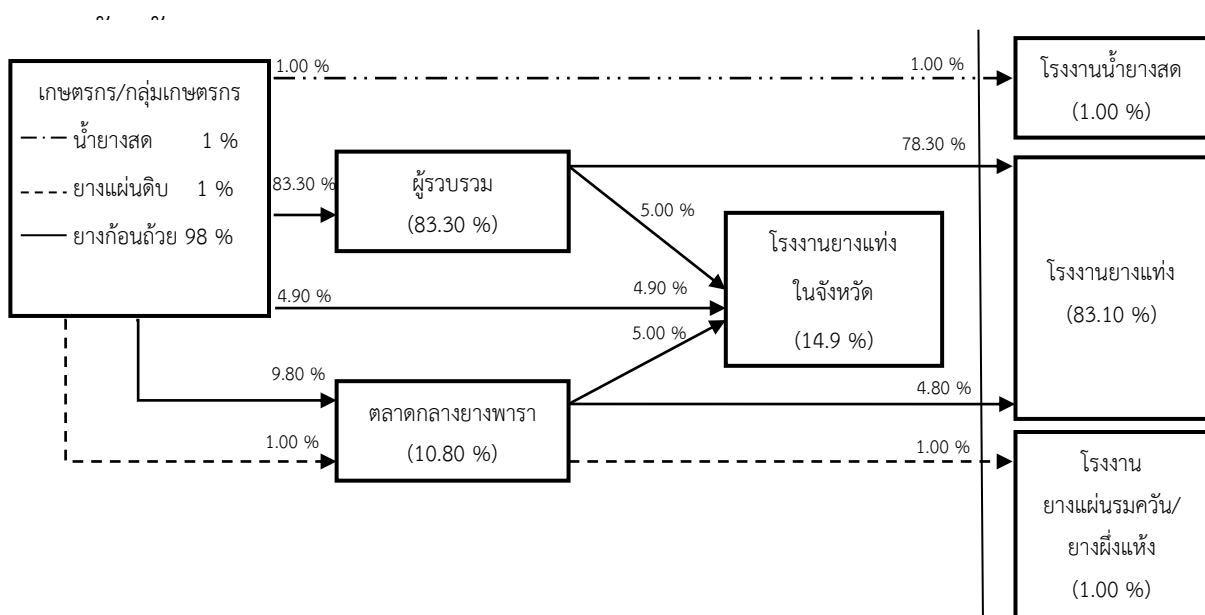 1.00 %
1.00 %
เกษตรกร/กลุ่มเกษตรกร
น้ำยางสด 1 %
ยางแผ่นดิบ 1 %
ยางก้อนถ้วย 98 %
โรงงานน้ำยางสด
(1.00 %)
83.30 %
ผู้รวบรวม
(83.30 %)
78.30 %
5.00 %
โรงงานยางแท่ง
ในจังหวัด
(14.9 %)
โรงงานยางแท่ง
(83.10 %)
4.90 %
4.90 %
5.00 %
9.80 %
4.80 %
ตลาดกลางยางพารา
(10.80 %)
1.00 %
1.00 %
โรงงาน
ยางแผ่นรมควัน/
ยางผึ่งแห้ง
(1.00 %)